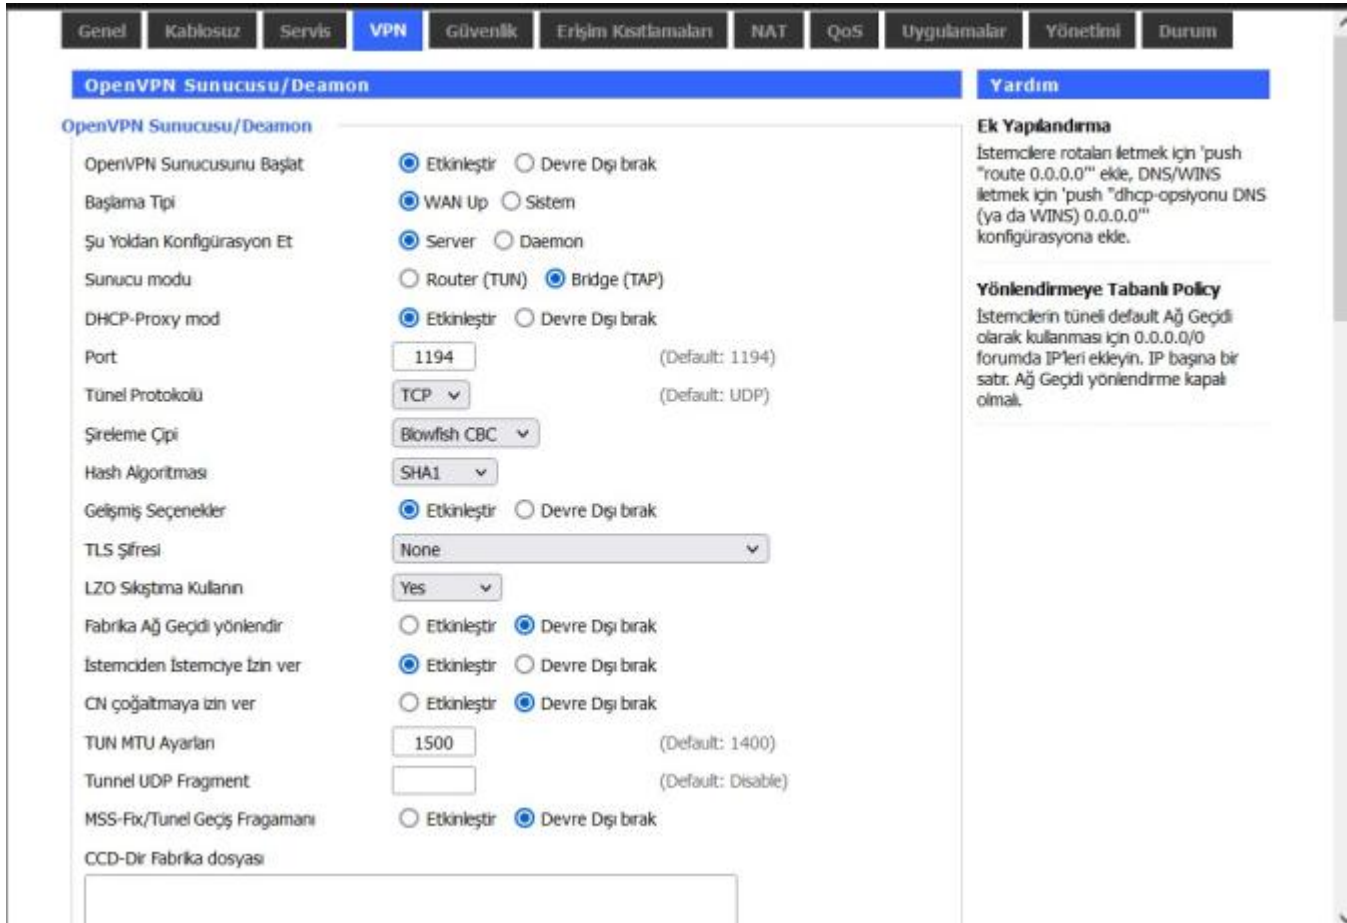 Genel Kablosuz Servis VPN Güvenlik Erişim Kısıtlamaları NAT QoS Uygulamalar Yönetimi Durum
OpenVPN Sunucusu/Deamon
OpenVPN Sunucusu/Deamon
OpenVPN Sunucusunu Başlat Etkinleştir Devre Dışı bırak
Başlama Tipi WAN Up Sistem
Şu Yoldan Konfigürasyon Et Server Daemon
Sunucu modu Router (TUN) Bridge (TAP)
DHCP-Proxy mod Etkinleştir Devre Dışı bırak
Port 1194 (Default: 1194)
Tünel Protokolü TCP (Default: UDP)
Şireleme Çipi Blowfish CBC
Hash Algoritması SHA1
Gelişmiş Seçenekler Etkinleştir Devre Dışı bırak
TLS Şifresi None
LZO Sıkıştıma Kullanın Yes
Fabrika Ağ Geçidi yönlendir Etkinleştir Devre Dışı bırak
İstemciden İstemciye İzin ver Etkinleştir Devre Dışı bırak
CN çoğaltmaya izin ver Etkinleştir Devre Dışı bırak
TUN MTU Ayarları 1500 (Default: 1400)
Tunnel UDP Fragment (Default: Disable)
MSS-Fix/Tunel Geçiş Fragamanı Etkinleştir Devre Dışı bırak
CCD-Dir Fabrika dosyası
Yardım
Ek Yapılandırma
İstemcilere rotaları iletmek için 'push
"route 0.0.0.0"' ekle, DNS/WINS
iletmek için 'push "dhcp-opsiyonu DNS
(ya da WINS) 0.0.0.0"'
konfigürasyona ekle.
Yönlendirmeye Tabanlı Policy
İstemcilerin tüneli default Ağ Geçidi
olarak kullanması için 0.0.0.0/0
forumda IP'leri ekleyin. IP başına bir
satır. Ağ Geçidi yönlendirme kapalı
olmalı.